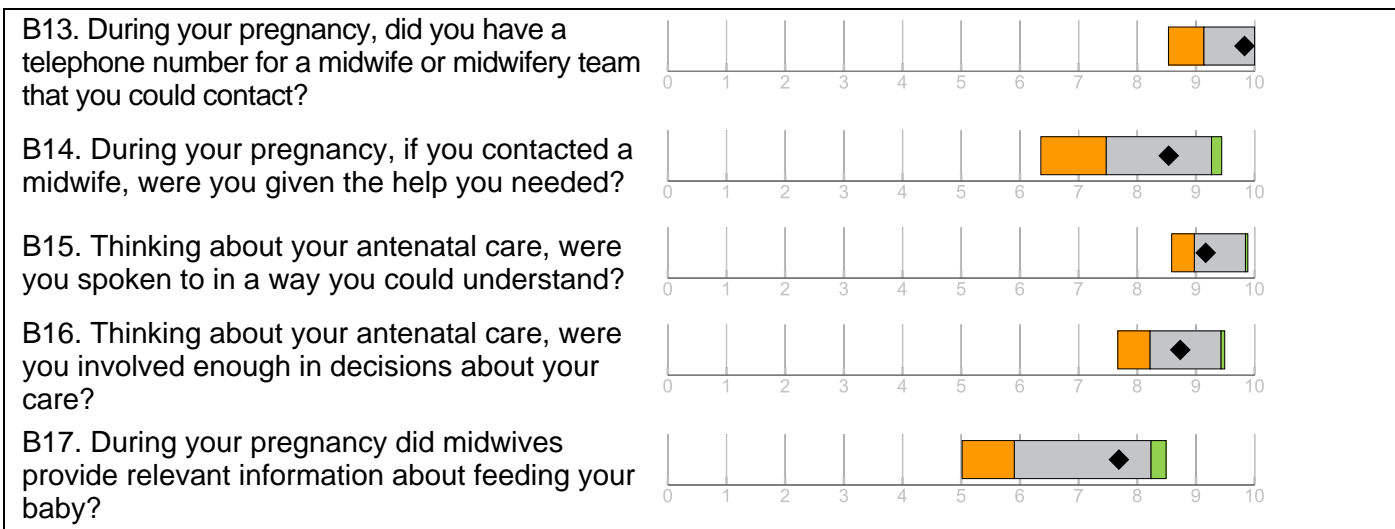 B13. During your pregnancy, did you have a
telephone number for a midwife or midwifery team
that you could contact?
0 1 2 3 4 5 6 7 8 9 10
B14. During your pregnancy, if you contacted a
midwife, were you given the help you needed?
0 1 2 3 4 5 6 7 8 9 10
B15. Thinking about your antenatal care, were
you spoken to in a way you could understand?
0 1 2 3 4 5 6 7 8 9 10
B16. Thinking about your antenatal care, were
you involved enough in decisions about your
care?
0 1 2 3 4 5 6 7 8 9 10
B17. During your pregnancy did midwives
provide relevant information about feeding your
baby?
0 1 2 3 4 5 6 7 8 9 10